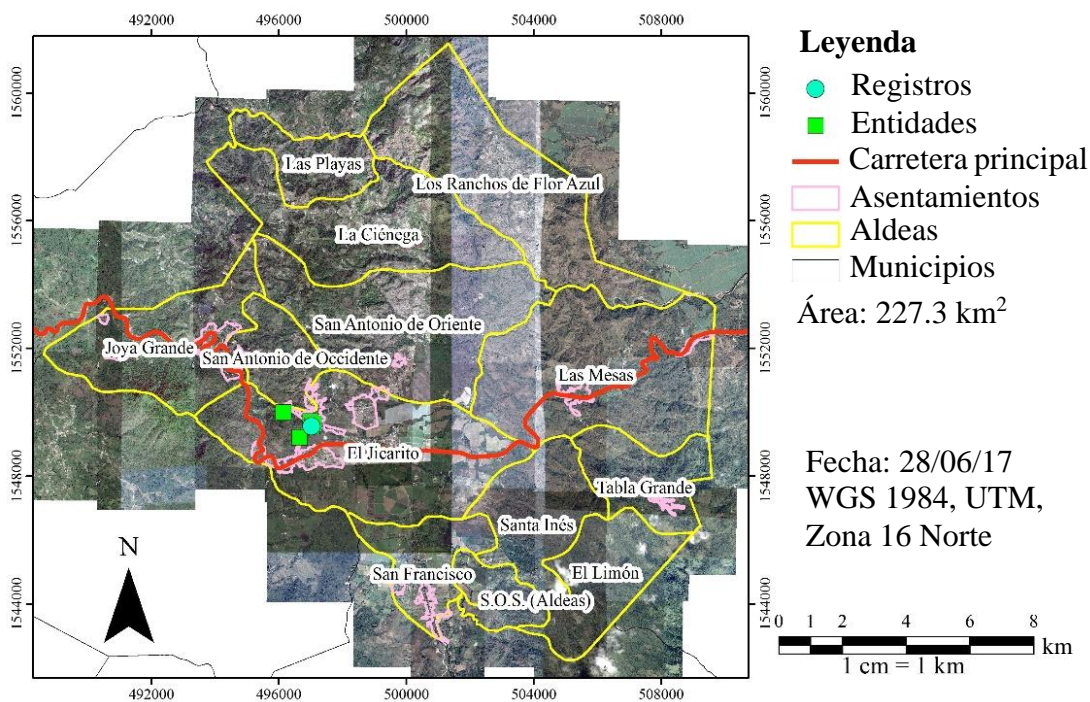 492000 496000 500000 504000 508000
1560000
1556000
1552000
1548000
1544000
1560000
1556000
1552000
1548000
1544000
Las Playas
Los Ranchos de Flor Azul
La Ciénega
San Antonio de Oriente
Joya Grande
San Antonio de Occidente
Las Mesas
El Jicarito
Tabla Grande
Santa Inés
San Francisco
El Limón
S.O.S. (Aldeas)
N
492000 496000 500000 504000 508000
Leyenda
Registros
Entidades
Carretera principal
Asentamientos
Aldeas
Municipios
Área: 227.3 km²
Fecha: 28/06/17
WGS 1984, UTM,
Zona 16 Norte
0 1 2 4 6 8
km
1 cm = 1 km